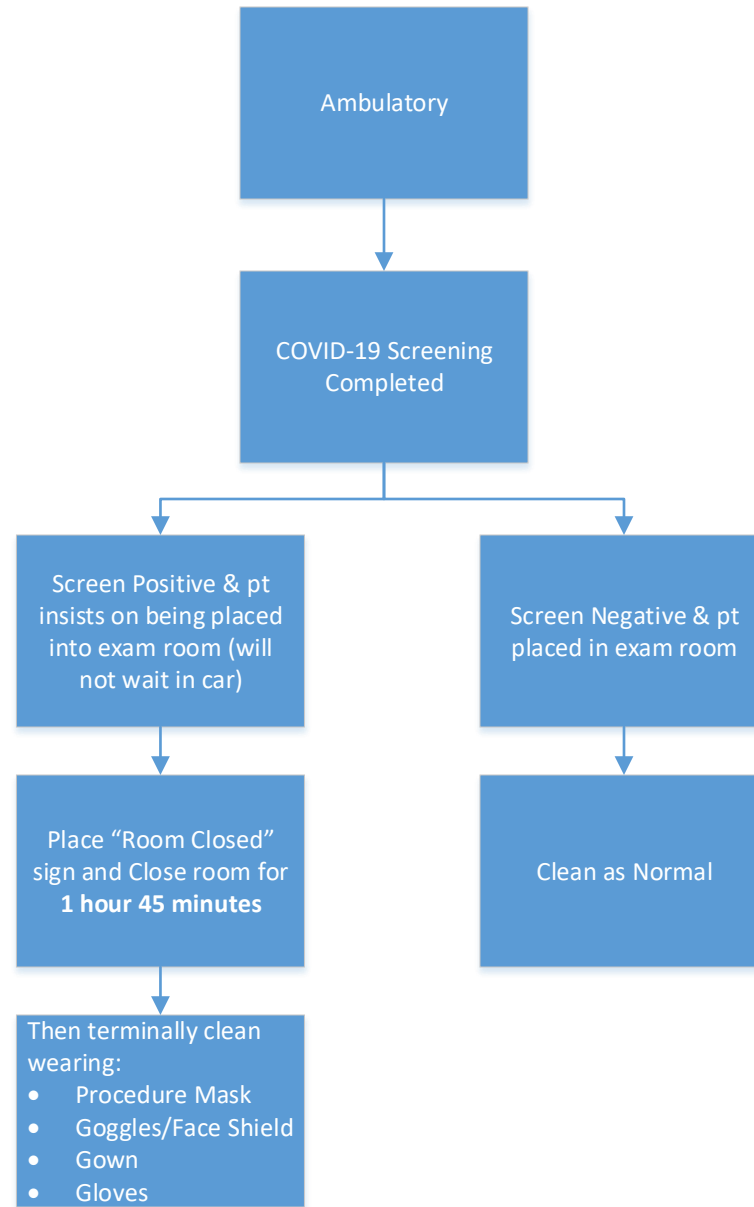 Ambulatory
COVID-19 Screening
Completed
Screen Positive & pt
insists on being placed
into exam room (will
not wait in car)
Screen Negative & pt
placed in exam room
Place “Room Closed”
sign and Close room for
1 hour 45 minutes
Clean as Normal
Then terminally clean
wearing:
• Procedure Mask
• Goggles/Face Shield
• Gown
• Gloves